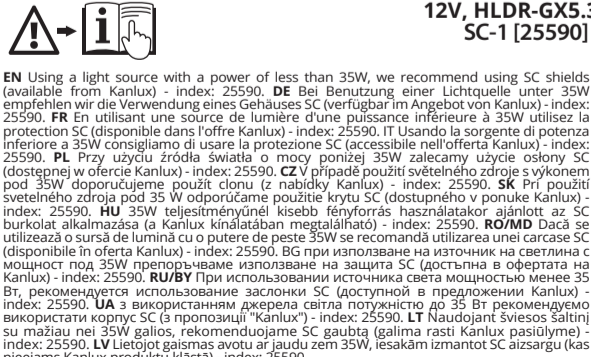 12V, HLDR-GX5.3
SC-1 [25590]
EN Using a light source with a power of less than 35W, we recommend using SC shields
(available from Kanlux) - index: 25590. DE Bei Benutzung einer Lichtquelle unter 35W
empfehlen wir die Verwendung eines Gehäuses SC (verfügbar im Angebot von Kanlux) - index:
25590. FR En utilisant une source de lumière d'une puissance inférieure à 35W utilisez la
protection SC (disponible dans l'offre Kanlux) - index: 25590. IT Usando la sorgente di potenza
inferiore a 35W consigliamo di usare la protezione SC (accessibile nell'offerta Kanlux) - index:
25590. PL Przy użyciu źródła światła o mocy poniżej 35W zalecamy użycie osłony SC
(dostępnej w ofercie Kanlux) - index: 25590. CZ V případě použití světelného zdroje s výkonem
pod 35W doporučujeme použít clonu (z nabídky Kanlux) - index: 25590. SK Pri použití
svetelného zdroja pod 35 W odporúčame použitie krytu SC (dostupného v ponuke Kanlux) -
index: 25590. HU 35W teljesítményűnél kisebb fényforrás használatakor ajánlott az SC
burkolat alkalmazása (a Kanlux kínálatában megtalálható) - index: 25590. RO/MD Dacă se
utilizează o sursă de lumină cu o putere de peste 35W se recomandă utilizarea unei carcase SC
(disponibile în oferta Kanlux) - index: 25590. BG при използване на източник на светлина с
мощност под 35W препоръчваме използване на защита SC (достъпна в офертата на
Kanlux) - index: 25590. RU/BY При использовании источника света мощностью менее 35
Вт, рекомендуется использование заслонки SC (доступной в предложении Kanlux) -
index: 25590. UA з використанням джерела світла потужністю до 35 Вт рекомендуємо
використати корпус SC (з пропозиції "Kanlux") - index: 25590. LT Naudojant šviesos šaltinį
su mažiau nei 35W galios, rekomenduojame SC gaubtą (galima rasti Kanlux pasiūlyme) -
index: 25590. LV Lietojot gaismas avotu ar jaudu zem 35W, iesakām izmantot SC aizsargu (kas
pieejams Kanlux produktu klāstā) - index: 25590.